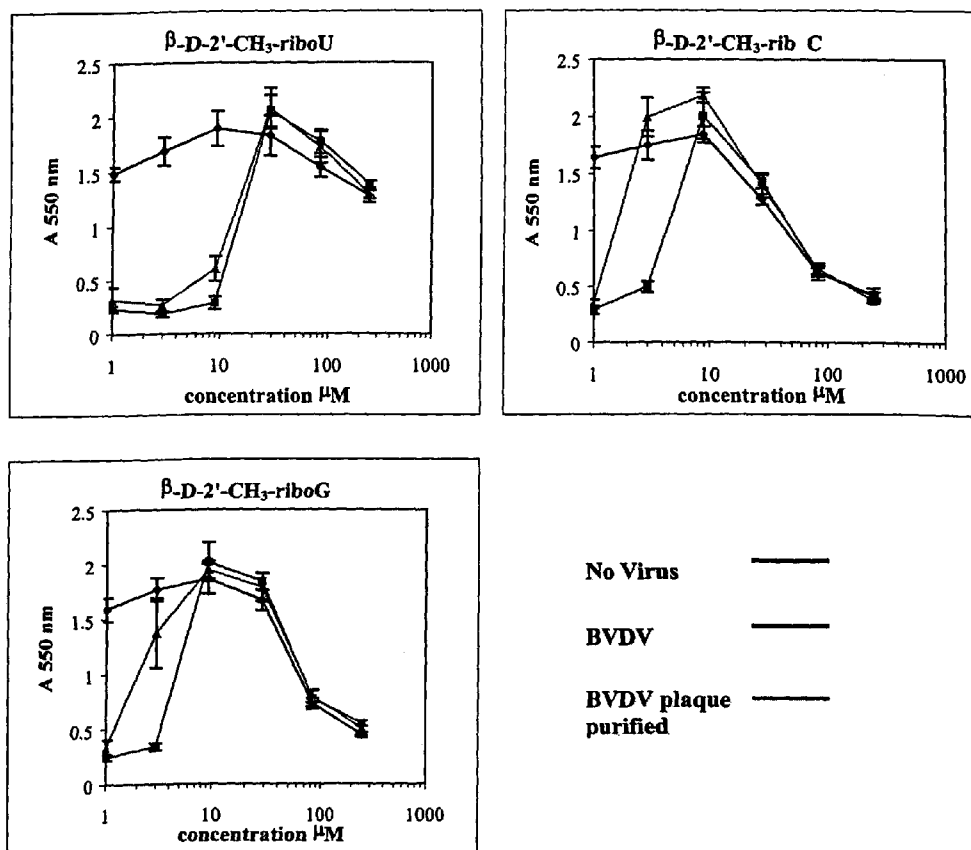 β-D-2'-CH₃-riboU
2.5
2
1.5
1
0.5
0
A 550 nm
1 10 100 1000
concentration µM
β-D-2'-CH₃-rib C
2.5
2
1.5
1
0.5
0
A 550 nm
1 10 100 1000
concentration µM
β-D-2'-CH₃-riboG
2.5
2
1.5
1
0.5
0
A 550 nm
1 10 100 1000
concentration µM
No Virus
BVDV
BVDV plaque
purified